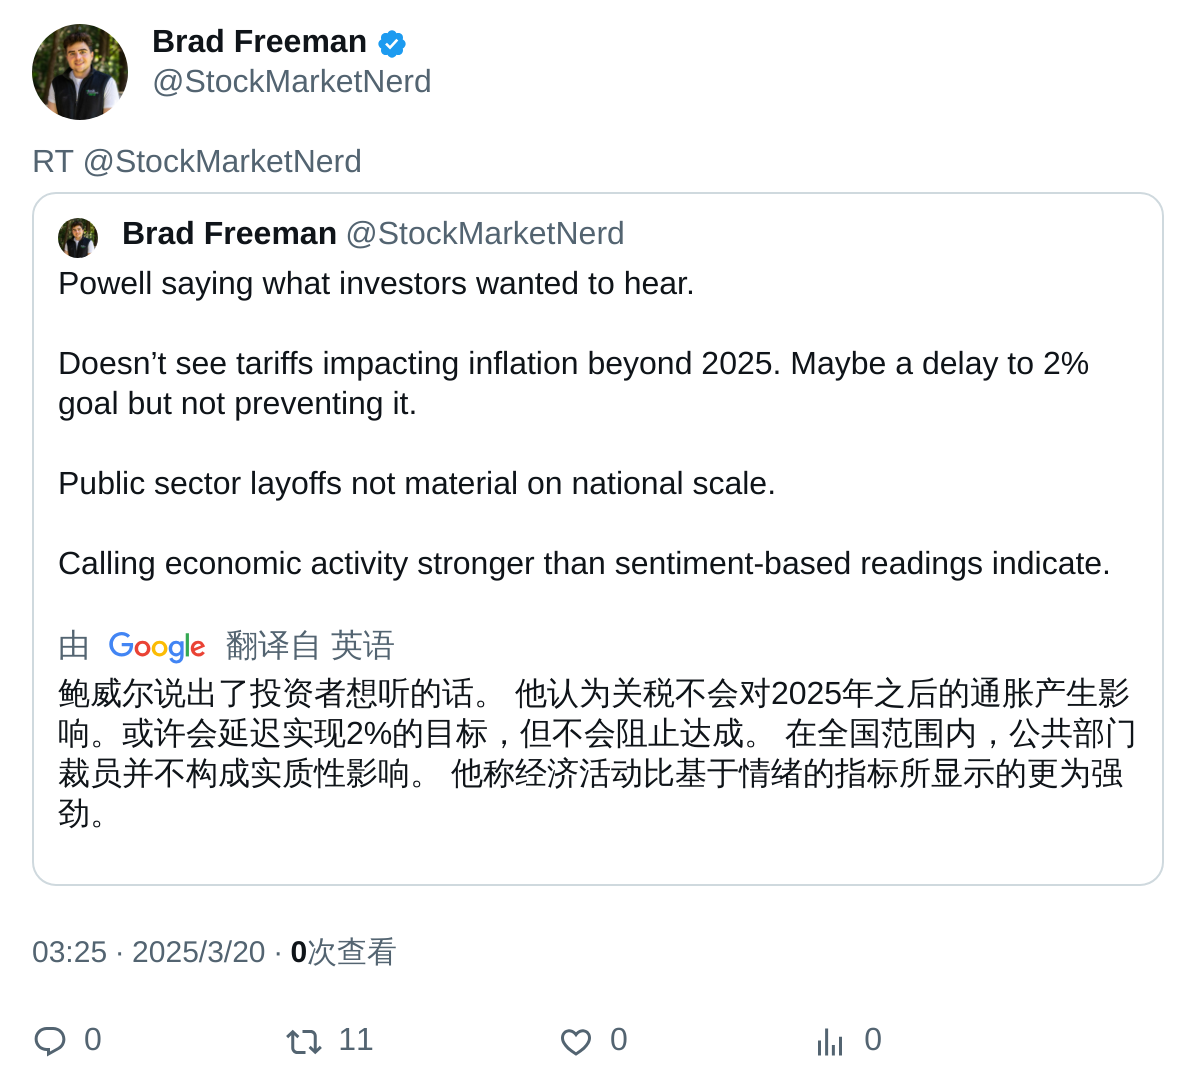 Brad Freeman
@StockMarketNerd
RT @StockMarketNerd
Brad Freeman @StockMarketNerd
Powell saying what investors wanted to hear.
Doesn’t see tariffs impacting inflation beyond 2025. Maybe a delay to 2%
goal but not preventing it.
Public sector layoffs not material on national scale.
Calling economic activity stronger than sentiment-based readings indicate.
由 Google 翻译自 英语
鲍威尔说出了投资者想听的话。 他认为关税不会对2025年之后的通胀产生影
响。或许会延迟实现2%的目标，但不会阻止达成。 在全国范围内，公共部门
裁员并不构成实质性影响。 他称经济活动比基于情绪的指标所显示的更为强
劲。
03:25 · 2025/3/20 · 0次查看
0 11 0 0